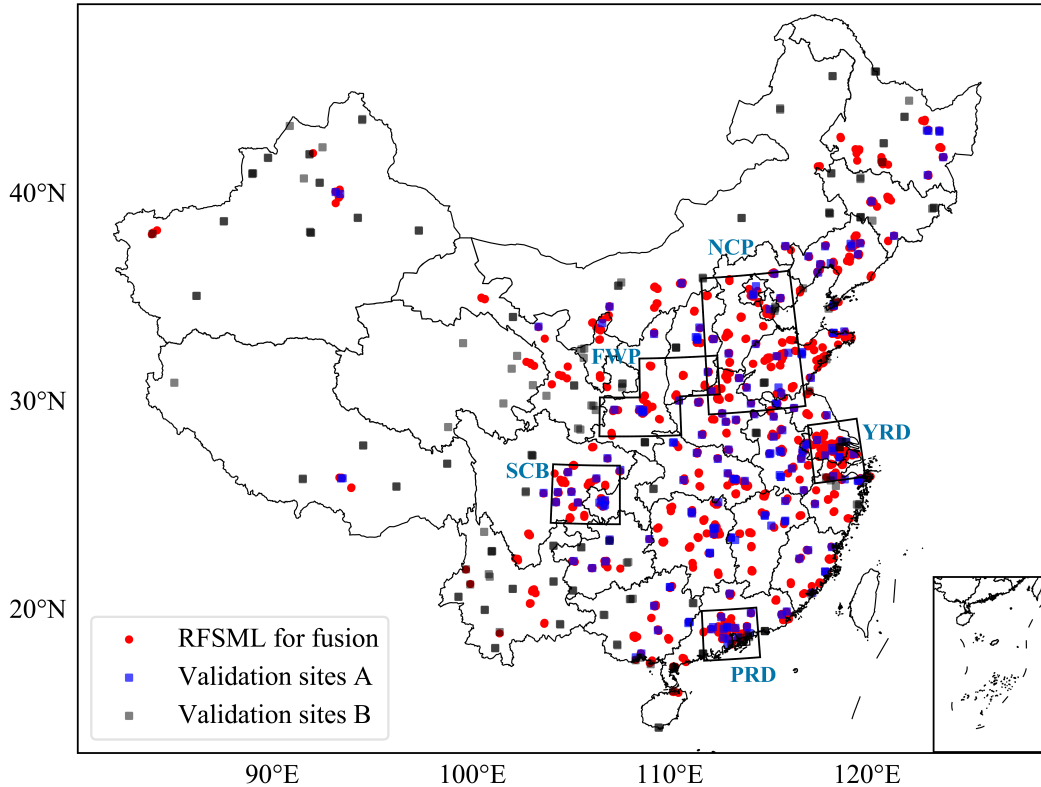 40°N
NCP
FWP
30°N
YRD
SCB
20°N
RFSML for fusion
Validation sites A
PRD
Validation sites B
90°E 100°E 110°E 120°E